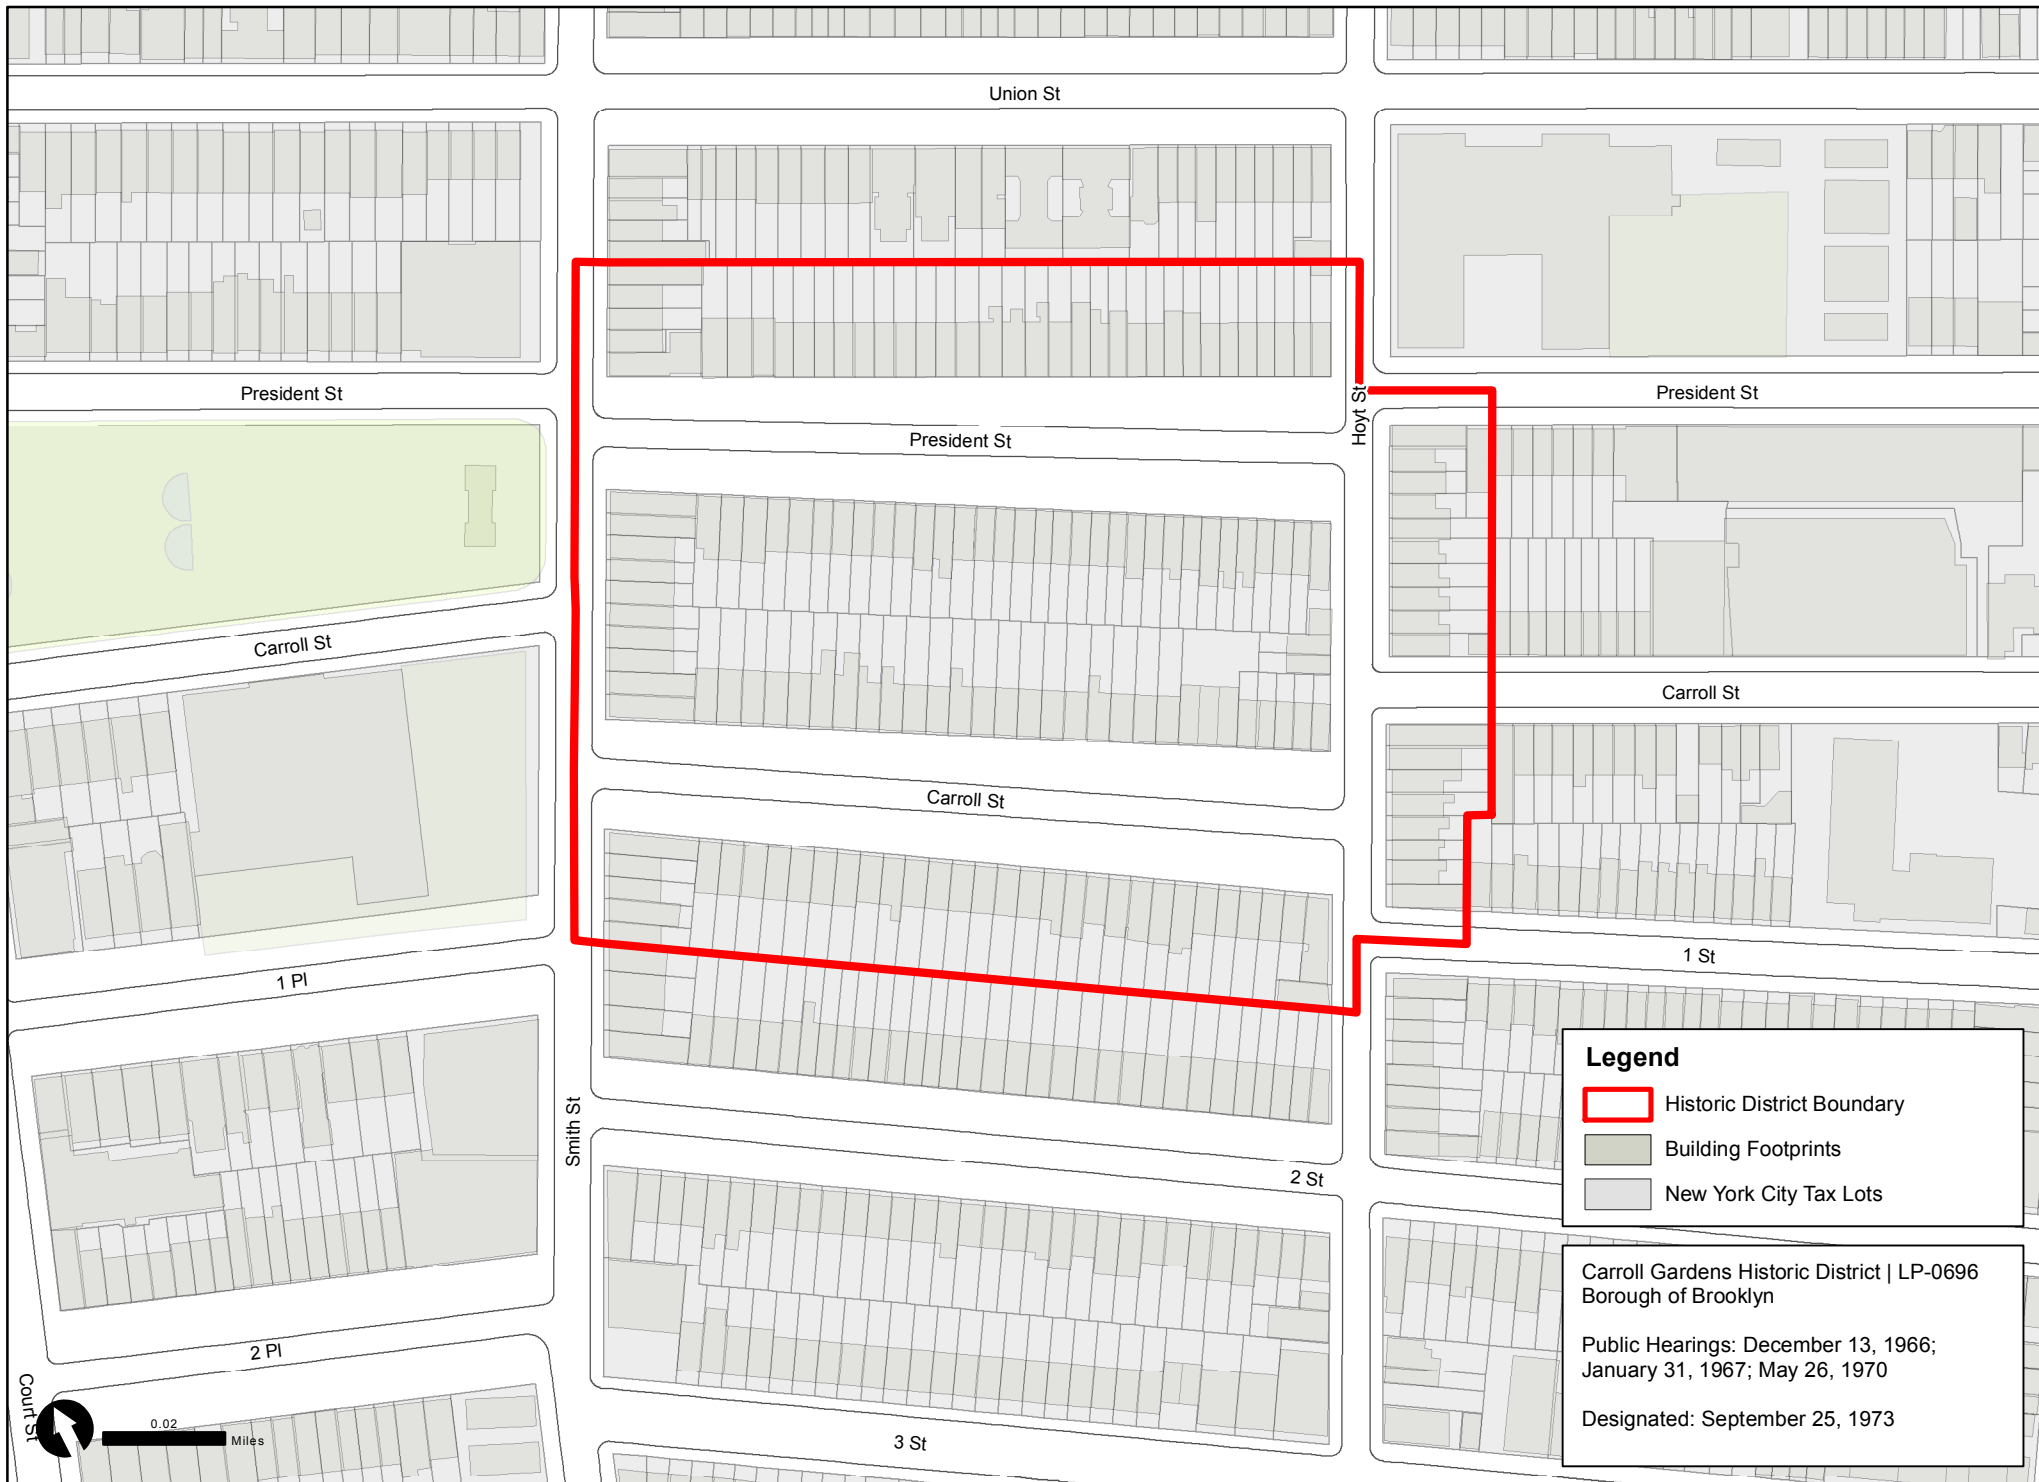 Union St
President St
President St
President St
Hoyt St
Carroll St
Carroll St
Carroll St
1 Pl
1 St
Smith St
2 St
2 Pl
Court St
3 St
0.02
Miles
Legend
Historic District Boundary
Building Footprints
New York City Tax Lots
Carroll Gardens Historic District | LP-0696
Borough of Brooklyn
Public Hearings: December 13, 1966;
January 31, 1967; May 26, 1970
Designated: September 25, 1973